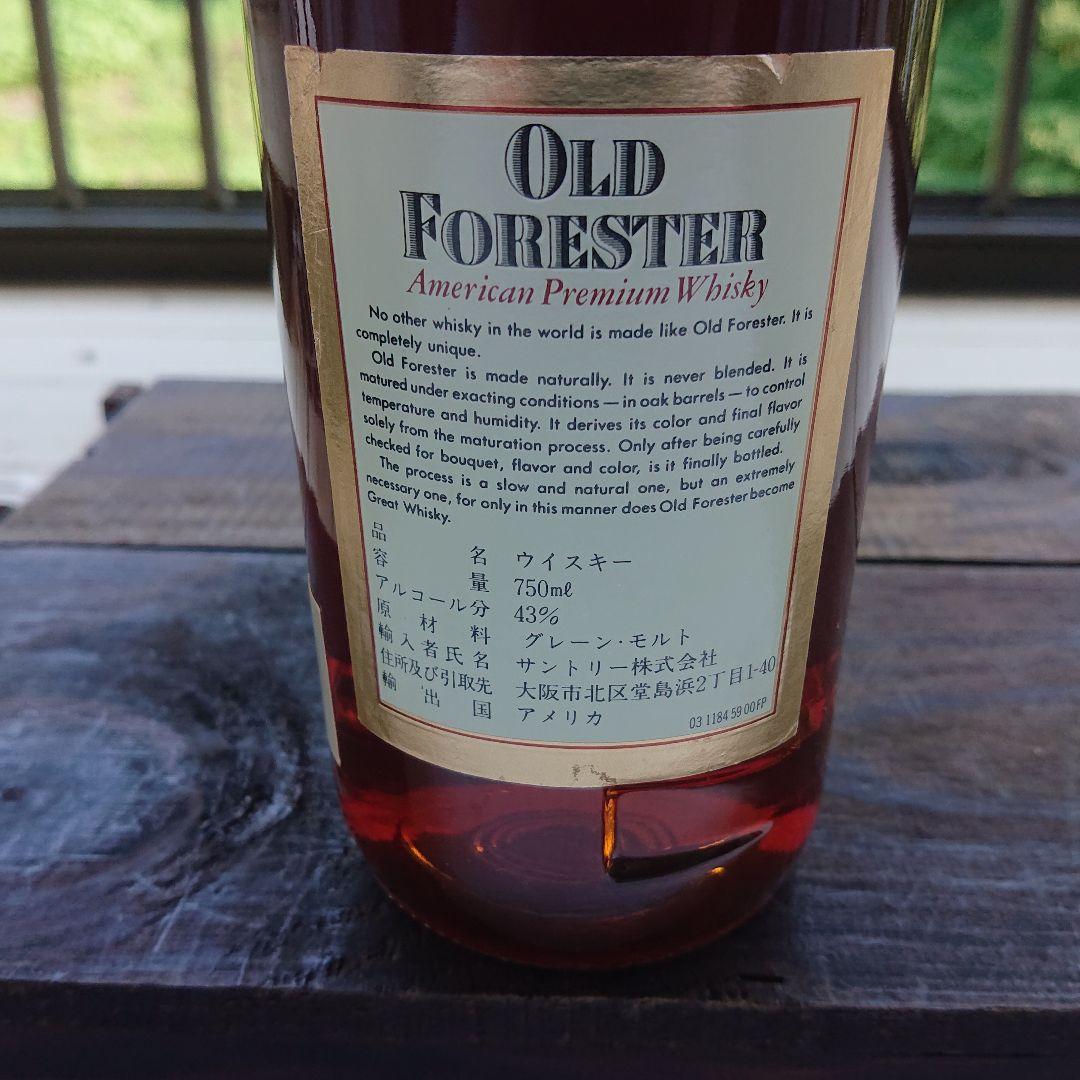 OLD
FORESTER
American Premium Whisky
No other whisky in the world is made like Old Forester. It is
completely unique.
Old Forester is made naturally. It is never blended. It is
matured under exacting conditions — in oak barrels — to control
temperature and humidity. It derives its color and final flavor
solely from the maturation process. Only after being carefully
checked for bouquet, flavor and color, is it finally bottled.
The process is a slow and natural one, but an extremely
necessary one, for only in this manner does Old Forester become
Great Whisky.
品名 ウイスキー
容量 750ml
アルコール分 43%
原材料 グレーン・モルト
輸入者氏名 サントリー株式会社
住所及び引取先 大阪市北区堂島浜2丁目1-40
輸出国 アメリカ
03 1184 59 00 FP